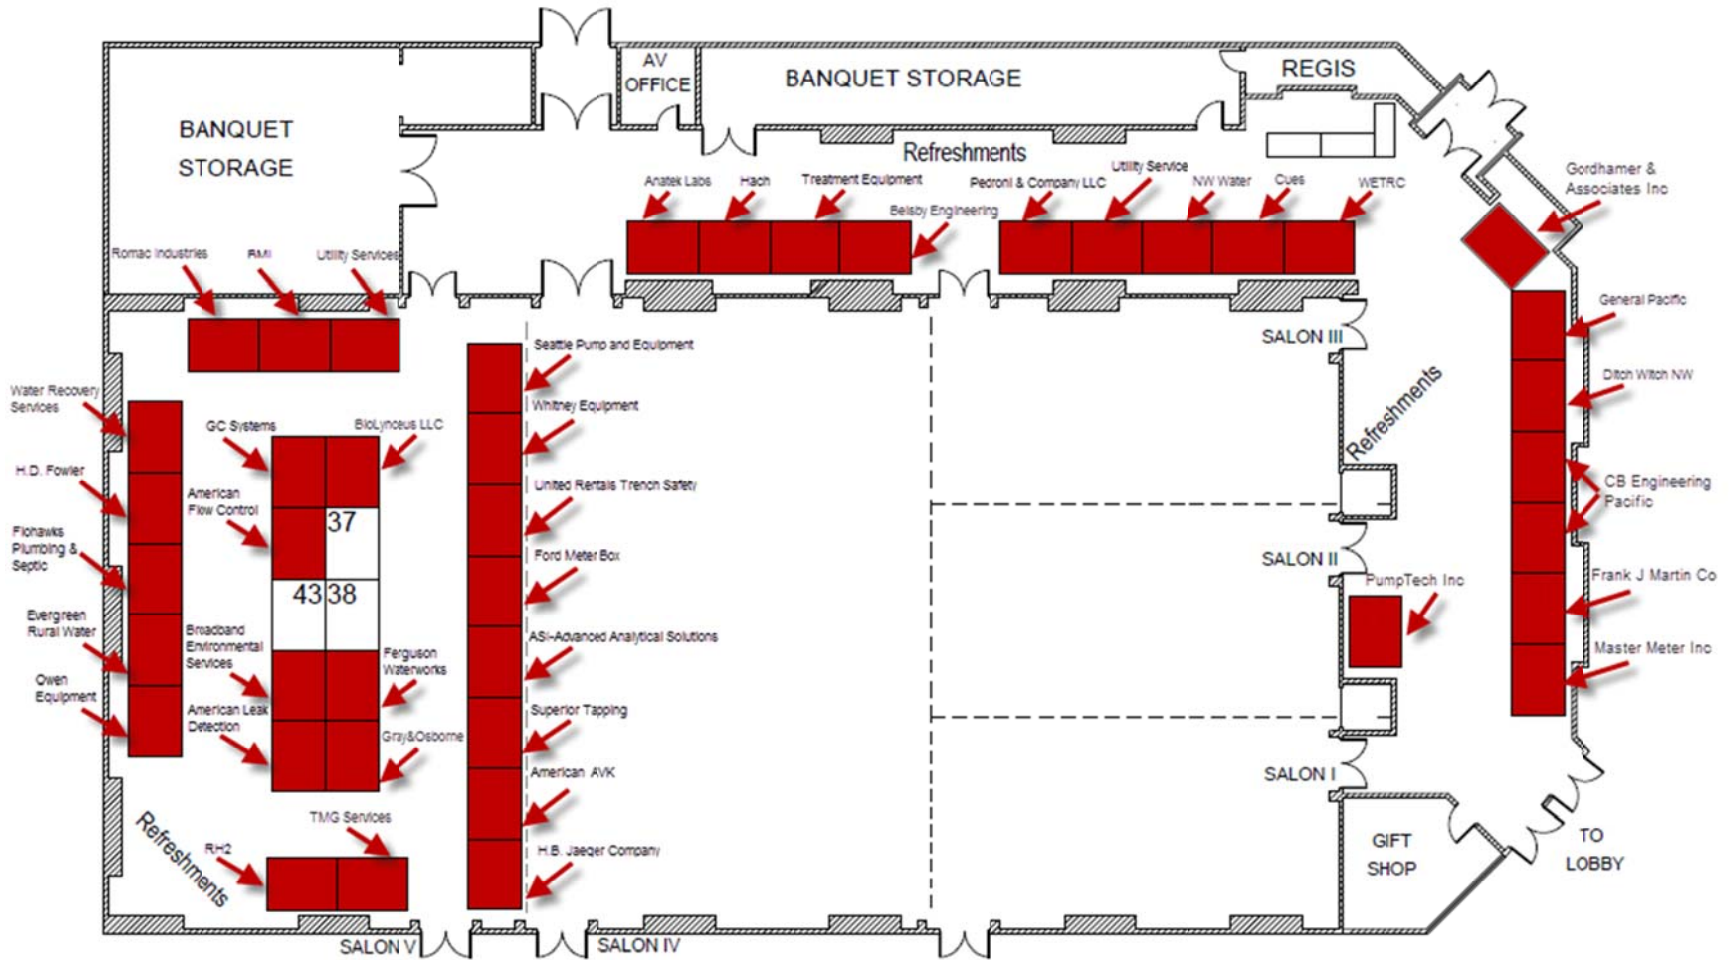 AV
OFFICE
BANQUET STORAGE
REGIS
BANQUET
STORAGE
Refreshments
Anatek Labs
Hach
Treatment Equipment
Belsby Engineering
Pedroni & Company LLC
Utility Service
NW Water
Cues
WETRC
Gordhamer &
Associates Inc
Romac Industries
RMI
Utility Services
General Pacific
Ditch Witch NW
CB Engineering
Pacific
Frank J Martin Co
Master Meter Inc
SALON III
Refreshments
SALON II
PumpTech Inc
SALON I
GIFT
SHOP
TO
LOBBY
Water Recovery
Services
H.D. Fowler
Flohawks
Plumbing &
Septic
Evergreen
Rural Water
Owen
Equipment
GC Systems
BioLynceus LLC
American
Flow Control
37
43
38
Broadband
Environmental
Services
Ferguson
Waterworks
American Leak
Detection
Gray&Osborne
TMG Services
RH2
Refreshments
Seattle Pump and Equipment
Whitney Equipment
United Rentals Trench Safety
Ford Meter Box
ASI-Advanced Analytical Solutions
Superior Tapping
American AVK
H.B. Jaeger Company
SALON V
SALON IV